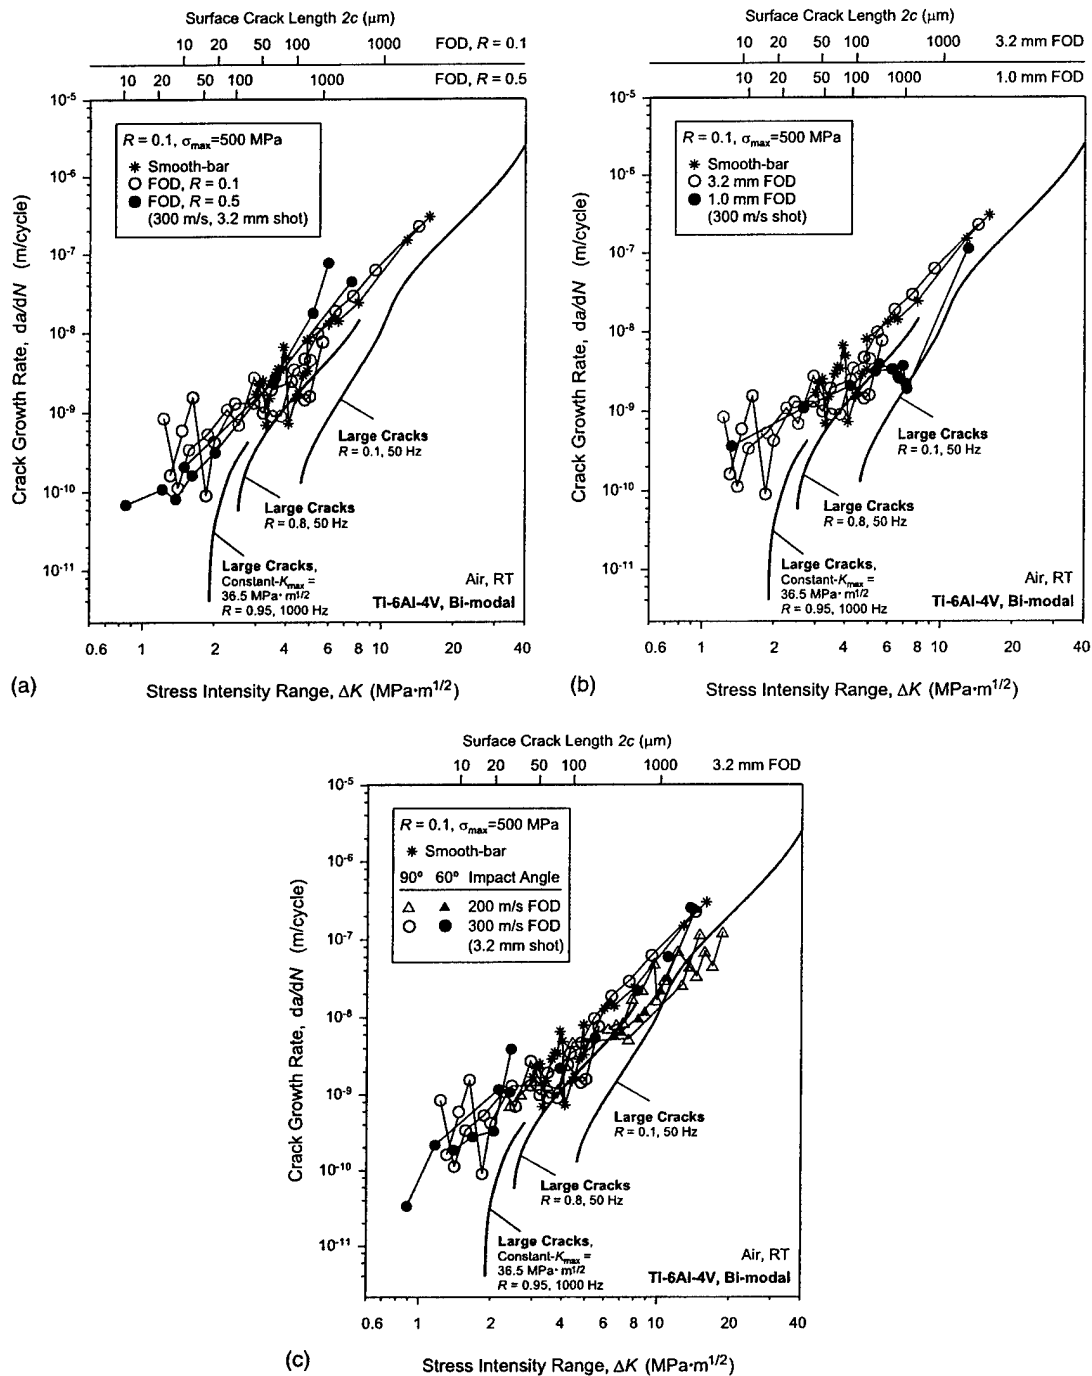 Surface Crack Length 2c (μm)
10 20 50 100 1000 FOD, R = 0.1
10 20 50 100 1000 FOD, R = 0.5
10-5
10-6
10-7
10-8
10-9
10-10
10-11
Crack Growth Rate, da/dN (m/cycle)
R = 0.1, σmax=500 MPa
Smooth-bar
FOD, R = 0.1
FOD, R = 0.5
(300 m/s, 3.2 mm shot)
Large Cracks
R = 0.1, 50 Hz
Large Cracks
R = 0.8, 50 Hz
Large Cracks,
Constant-Kmax =
36.5 MPa·m1/2
R = 0.95, 1000 Hz
Air, RT
Ti-6Al-4V, Bi-modal
0.6 1 2 4 6 8 10 20 40
(a)
Stress Intensity Range, ΔK (MPa·m1/2)
Surface Crack Length 2c (μm)
10 20 50 100 1000 3.2 mm FOD
10 20 50 100 1000 1.0 mm FOD
10-5
10-6
10-7
10-8
10-9
10-10
10-11
Crack Growth Rate, da/dN (m/cycle)
R = 0.1, σmax=500 MPa
Smooth-bar
3.2 mm FOD
1.0 mm FOD
(300 m/s shot)
Large Cracks
R = 0.1, 50 Hz
Large Cracks
R = 0.8, 50 Hz
Large Cracks,
Constant-Kmax =
36.5 MPa·m1/2
R = 0.95, 1000 Hz
Air, RT
Ti-6Al-4V, Bi-modal
0.6 1 2 4 6 8 10 20 40
(b)
Stress Intensity Range, ΔK (MPa·m1/2)
Surface Crack Length 2c (μm)
10 20 50 100 1000 3.2 mm FOD
10-5
10-6
10-7
10-8
10-9
10-10
10-11
Crack Growth Rate, da/dN (m/cycle)
R = 0.1, σmax=500 MPa
Smooth-bar
90º 60º Impact Angle
200 m/s FOD
300 m/s FOD
(3.2 mm shot)
Large Cracks
R = 0.1, 50 Hz
Large Cracks
R = 0.8, 50 Hz
Large Cracks,
Constant-Kmax =
36.5 MPa·m1/2
R = 0.95, 1000 Hz
Air, RT
Ti-6Al-4V, Bi-modal
0.6 1 2 4 6 8 10 20 40
(c)
Stress Intensity Range, ΔK (MPa·m1/2)